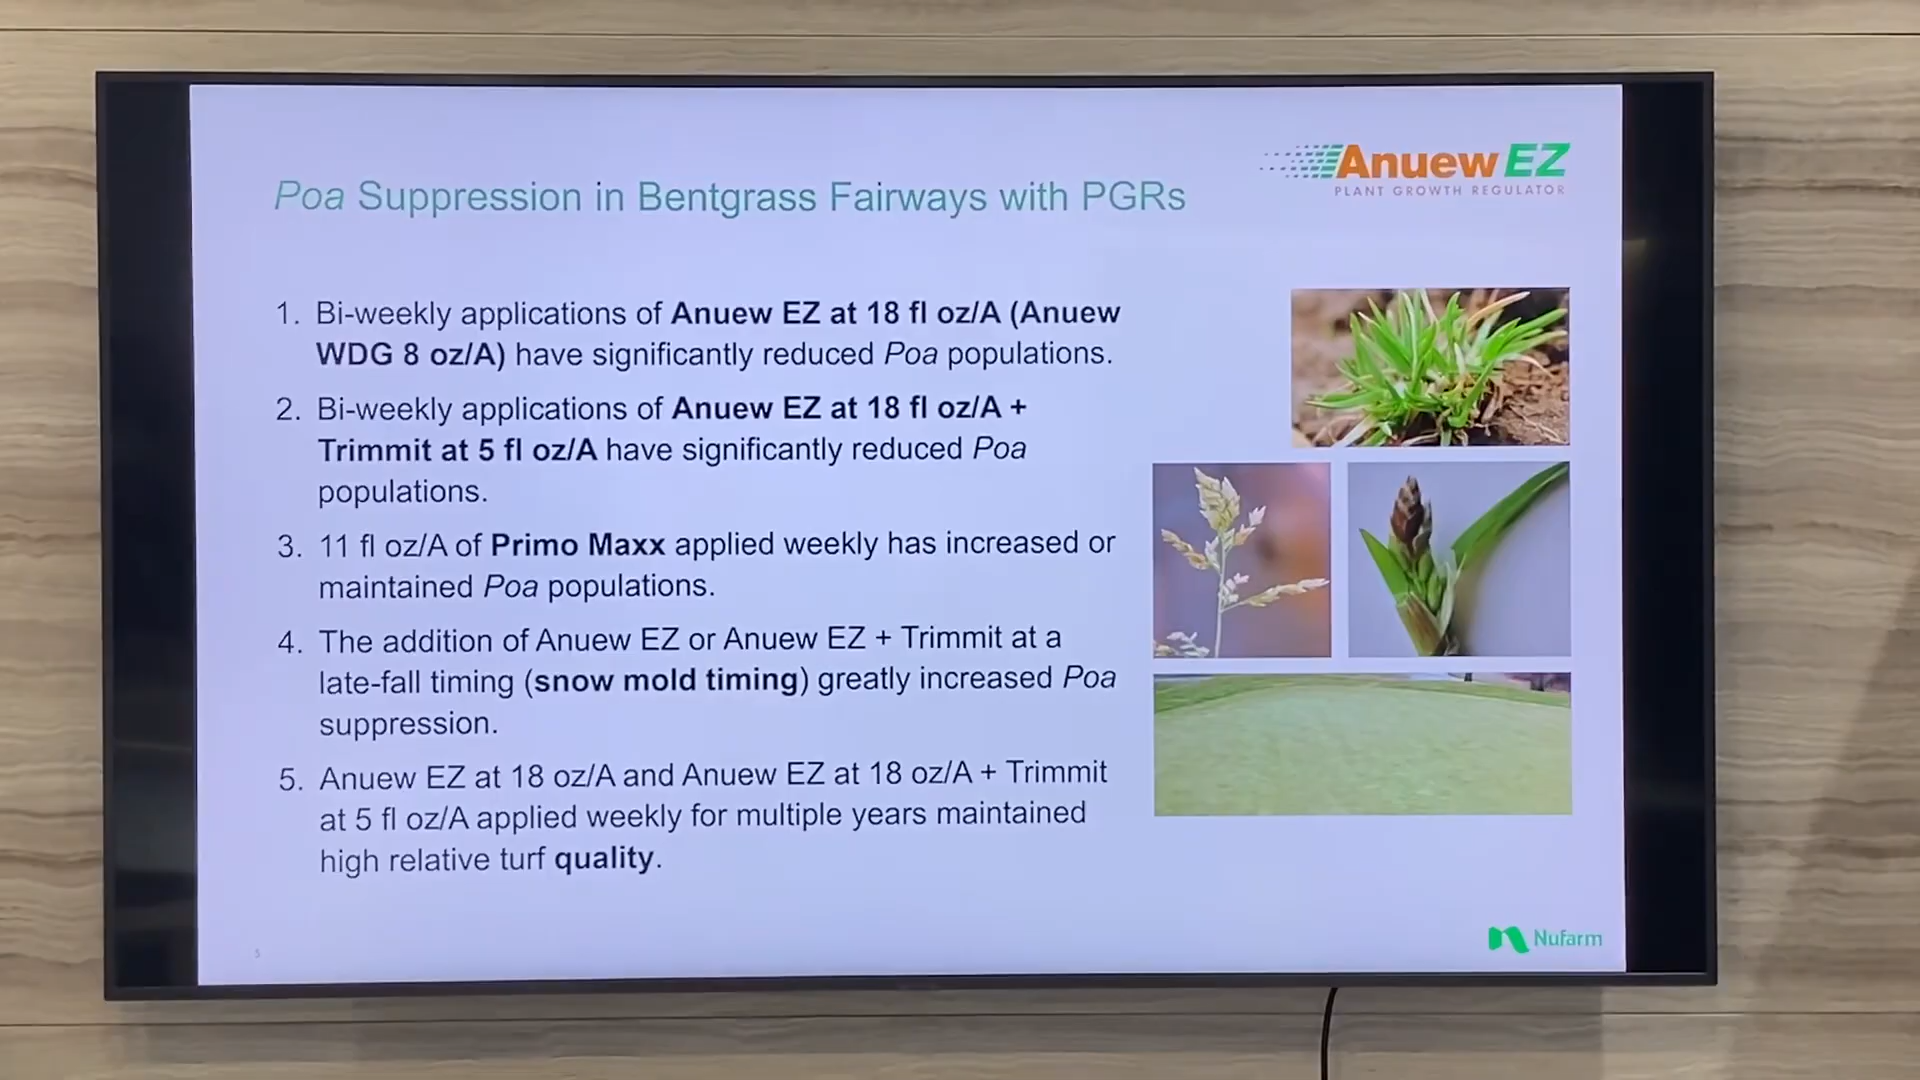 Anuew EZ
PLANT GROWTH REGULATOR
Poa Suppression in Bentgrass Fairways with PGRs
1. Bi-weekly applications of Anuew EZ at 18 fl oz/A (Anuew
WDG 8 oz/A) have significantly reduced Poa populations.
2. Bi-weekly applications of Anuew EZ at 18 fl oz/A +
Trimmit at 5 fl oz/A have significantly reduced Poa
populations.
3. 11 fl oz/A of Primo Maxx applied weekly has increased or
maintained Poa populations.
4. The addition of Anuew EZ or Anuew EZ + Trimmit at a
late-fall timing (snow mold timing) greatly increased Poa
suppression.
5. Anuew EZ at 18 oz/A and Anuew EZ at 18 oz/A + Trimmit
at 5 fl oz/A applied weekly for multiple years maintained
high relative turf quality.
5
Nufarm